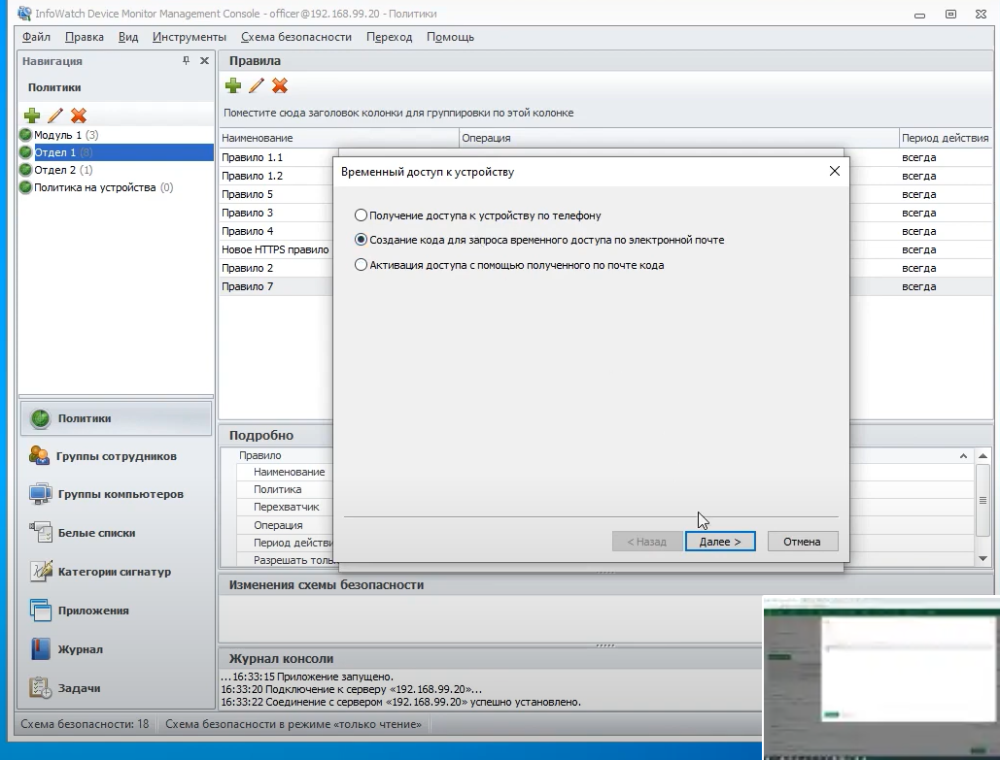 InfoWatch Device Monitor Management Console - officer@192.168.99.20 - Политики
Файл Правка Вид Инструменты Схема безопасности Переход Помощь
Навигация
Политики
Модуль 1 (3)
Отдел 1 (8)
Отдел 2 (1)
Политика на устройства (0)
Политики
Группы сотрудников
Группы компьютеров
Белые списки
Категории сигнатур
Приложения
Журнал
Задачи
Правила
Поместите сюда заголовок колонки для группировки по этой колонке
Наименование Операция Период действия
Правило 1.1 всегда
Правило 1.2 всегда
Правило 5 всегда
Правило 3 всегда
Правило 4 всегда
Новое HTTPS правило всегда
Правило 2 всегда
Правило 7 всегда
Временный доступ к устройству
Получение доступа к устройству по телефону
Создание кода для запроса временного доступа по электронной почте
Активация доступа с помощью полученного по почте кода
< Назад Далее > Отмена
Подробно
Правило
Наименование
Политика
Перехватчик
Операция
Период действи
Разрешать толь
Изменения схемы безопасности
Журнал консоли
...16:33:15 Приложение запущено.
16:33:20 Подключение к серверу «192.168.99.20»...
16:33:22 Соединение с сервером «192.168.99.20» успешно установлено.
Схема безопасности: 18 Схема безопасности в режиме «только чтение»